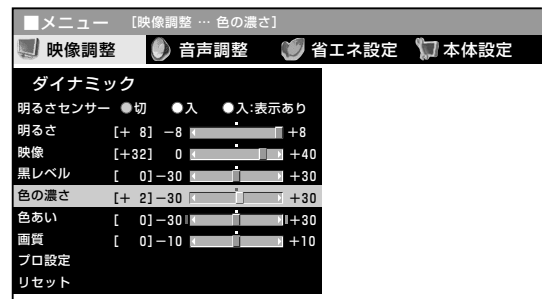 ■メニュー [映像調整 … 色の濃さ]
映像調整 音声調整 省エネ設定 本体設定
ダイナミック
明るさセンサー ●切 ●入 ●入:表示あり
明るさ [+ 8] −8 +8
映像 [+32] 0 +40
黒レベル [ 0] −30 +30
色の濃さ [+ 2] −30 +30
色あい [ 0] −30 +30
画質 [ 0] −10 +10
プロ設定
リセット